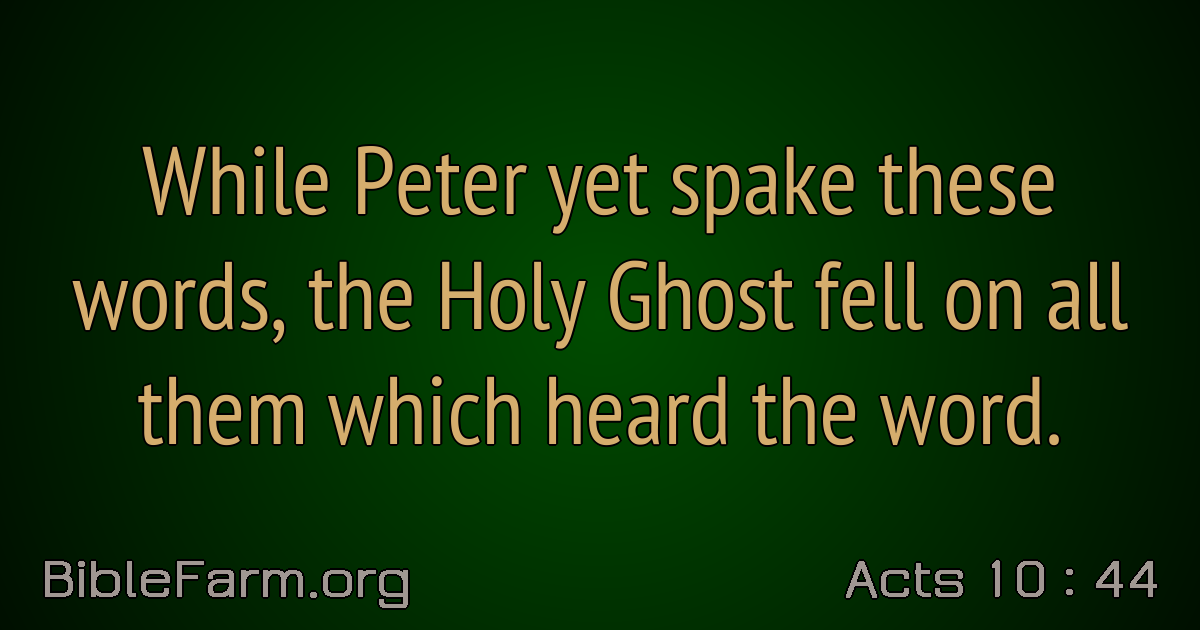 While Peter yet spake these
words, the Holy Ghost fell on all
them which heard the word.
BibleFarm.org
Acts 10 : 44